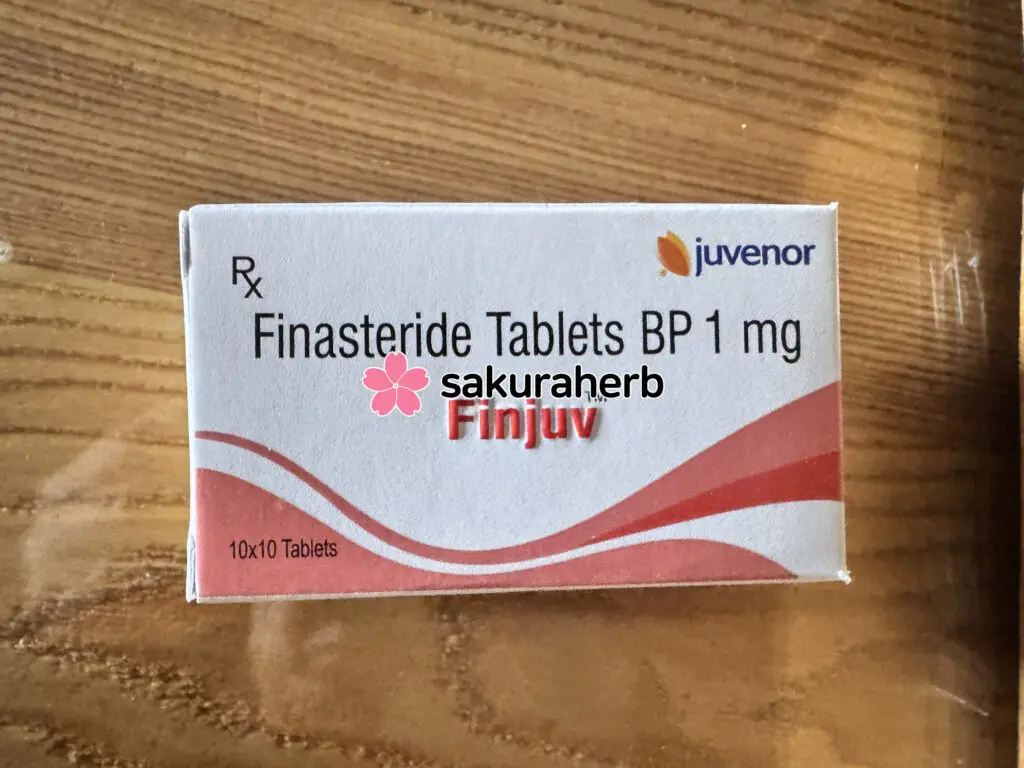 Rx
juvenor
Finasteride Tablets BP 1 mg
sakuraherb
Finjuv
10x10 Tablets